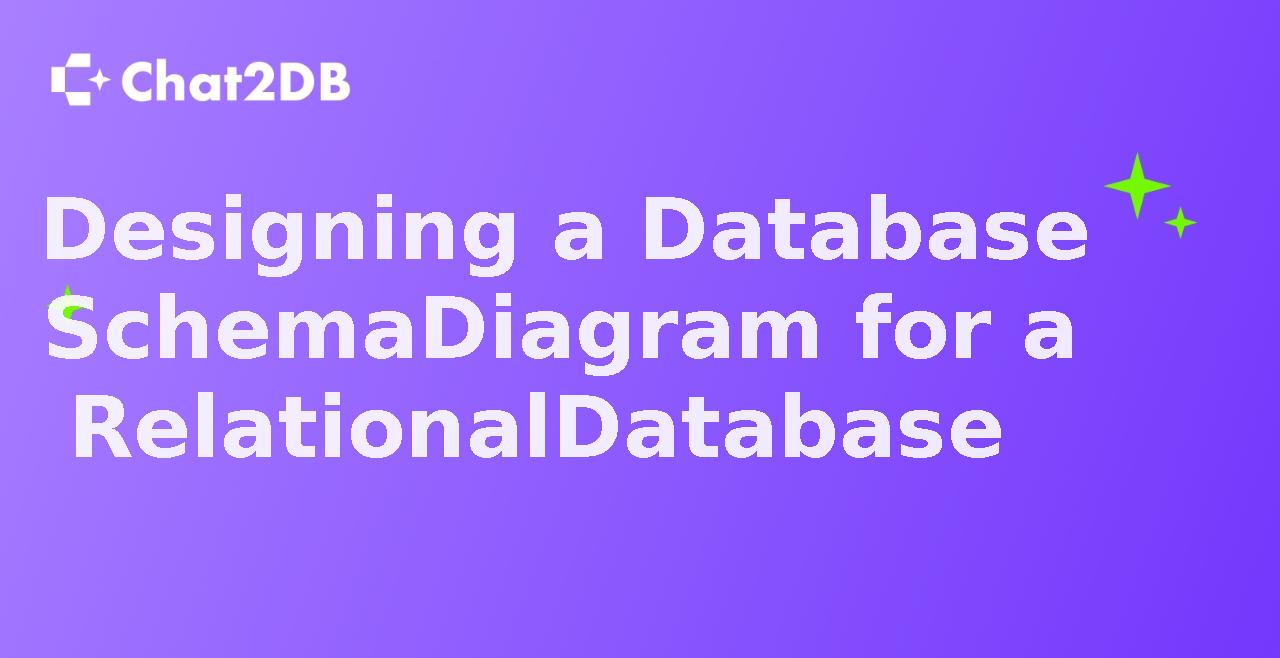 Chat2DB
Designing a Database
SchemaDiagram for a
RelationalDatabase